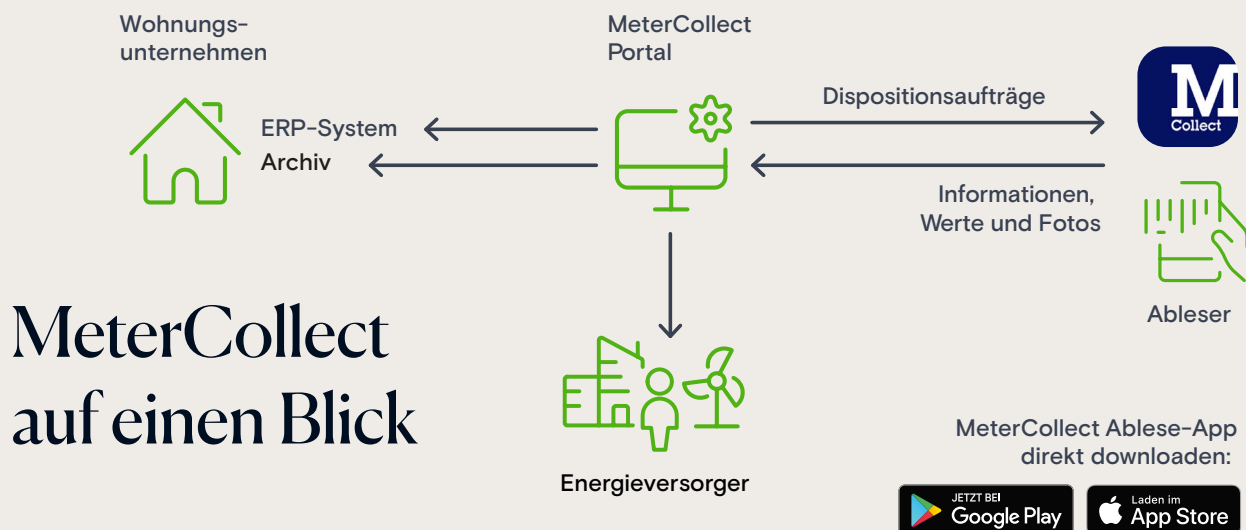 Wohnungs-
unternehmen
MeterCollect
Portal
ERP-System
Archiv
Dispositionsaufträge
M
Collect
Informationen,
Werte und Fotos
Ableser
MeterCollect
auf einen Blick
Energieversorger
MeterCollect Ablese-App
direkt downloaden:
JETZT BEI
Google Play
Laden im
App Store